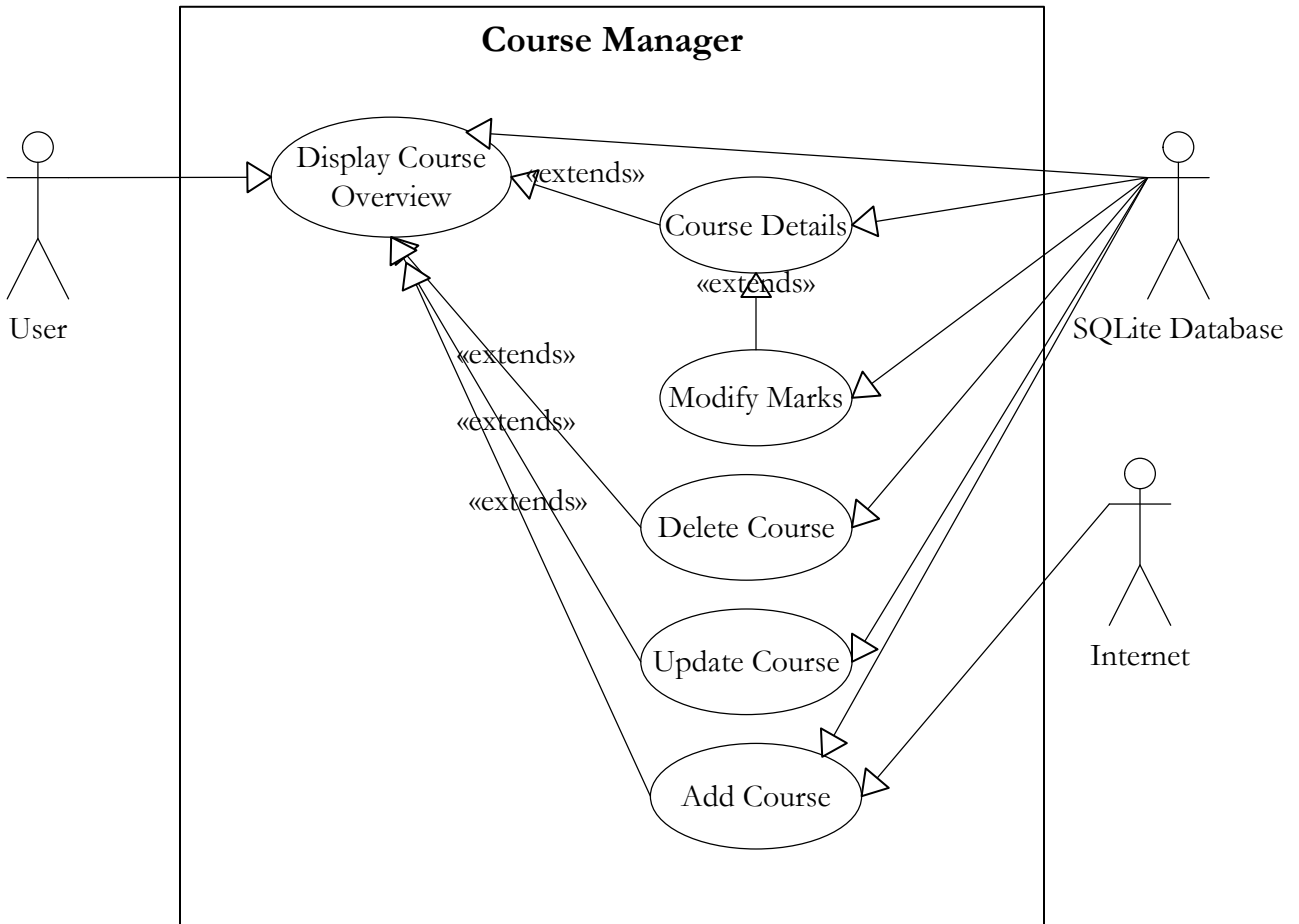 Course Manager
Display Course
Overview
«extends»
Course Details
«extends»
User
SQLite Database
«extends»
Modify Marks
«extends»
«extends»
Delete Course
Update Course
Internet
Add Course